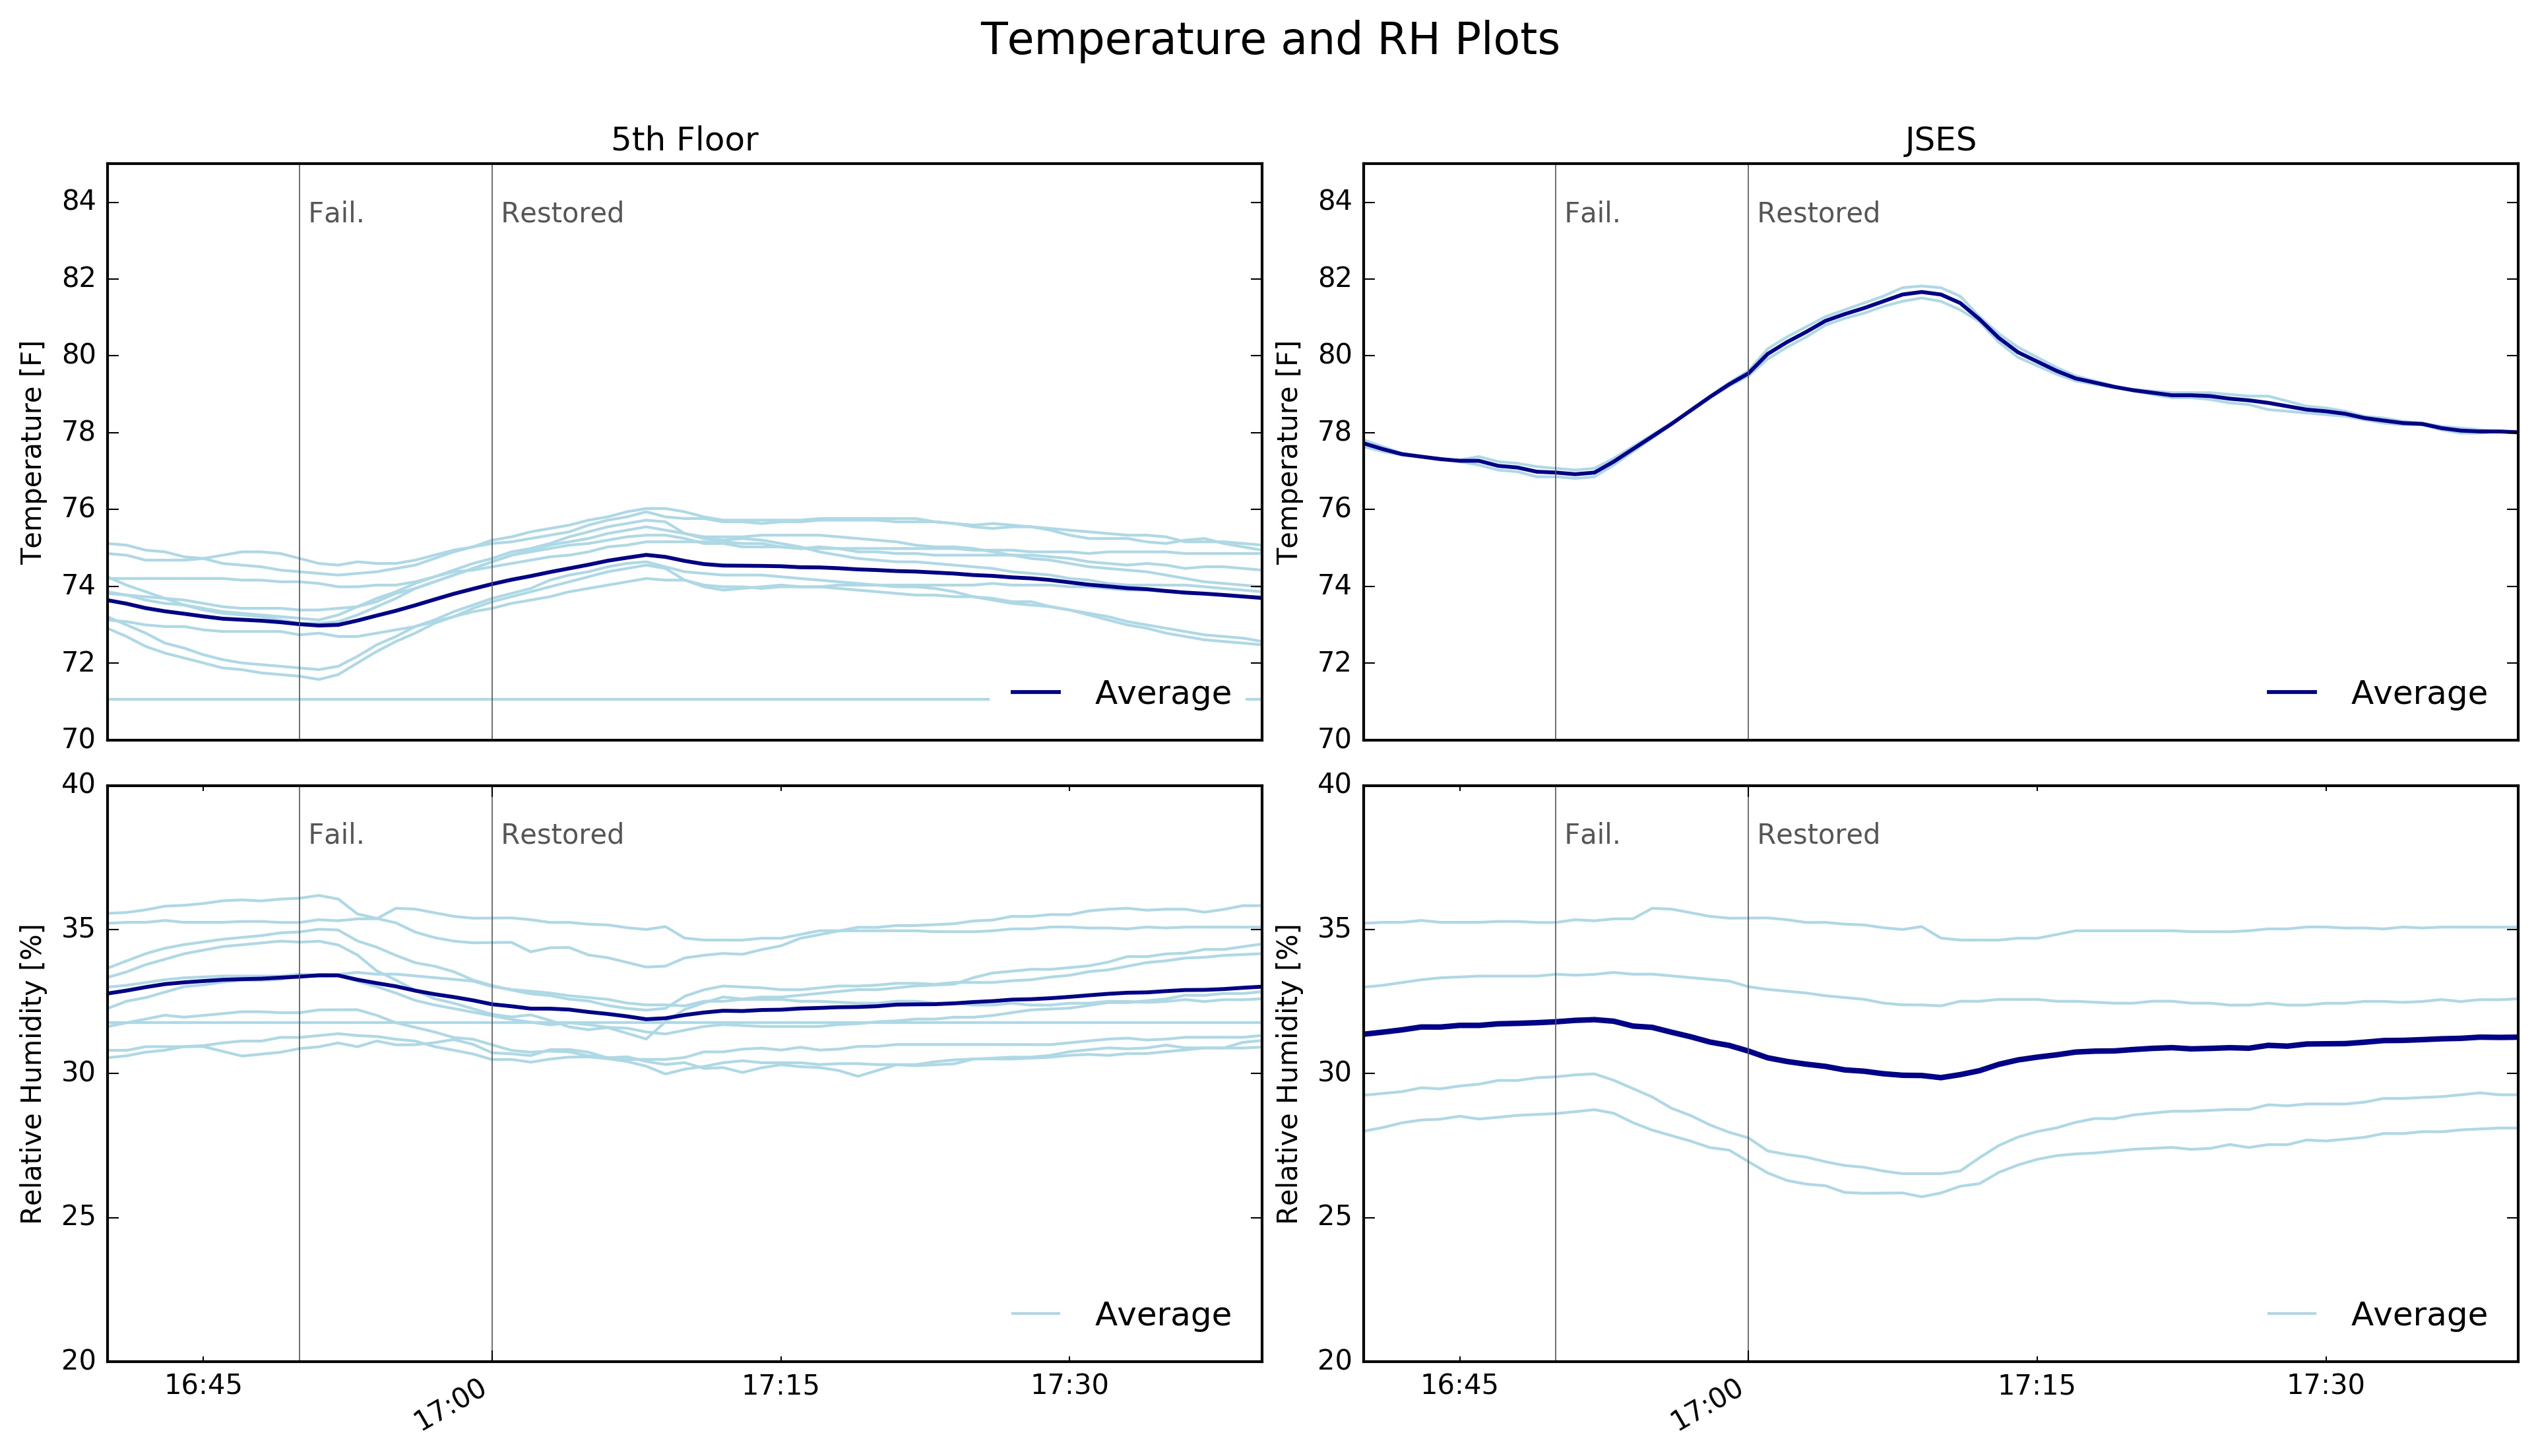 Temperature and RH Plots
5th Floor
84
82
80
78
76
74
72
70
Temperature [F]
Fail.
Restored
Average
JSES
84
82
80
78
76
74
72
70
Temperature [F]
Fail.
Restored
Average
40
35
30
25
20
Relative Humidity [%]
Fail.
Restored
Average
16:45
17:00
17:15
17:30
40
35
30
25
20
Relative Humidity [%]
Fail.
Restored
Average
16:45
17:00
17:15
17:30